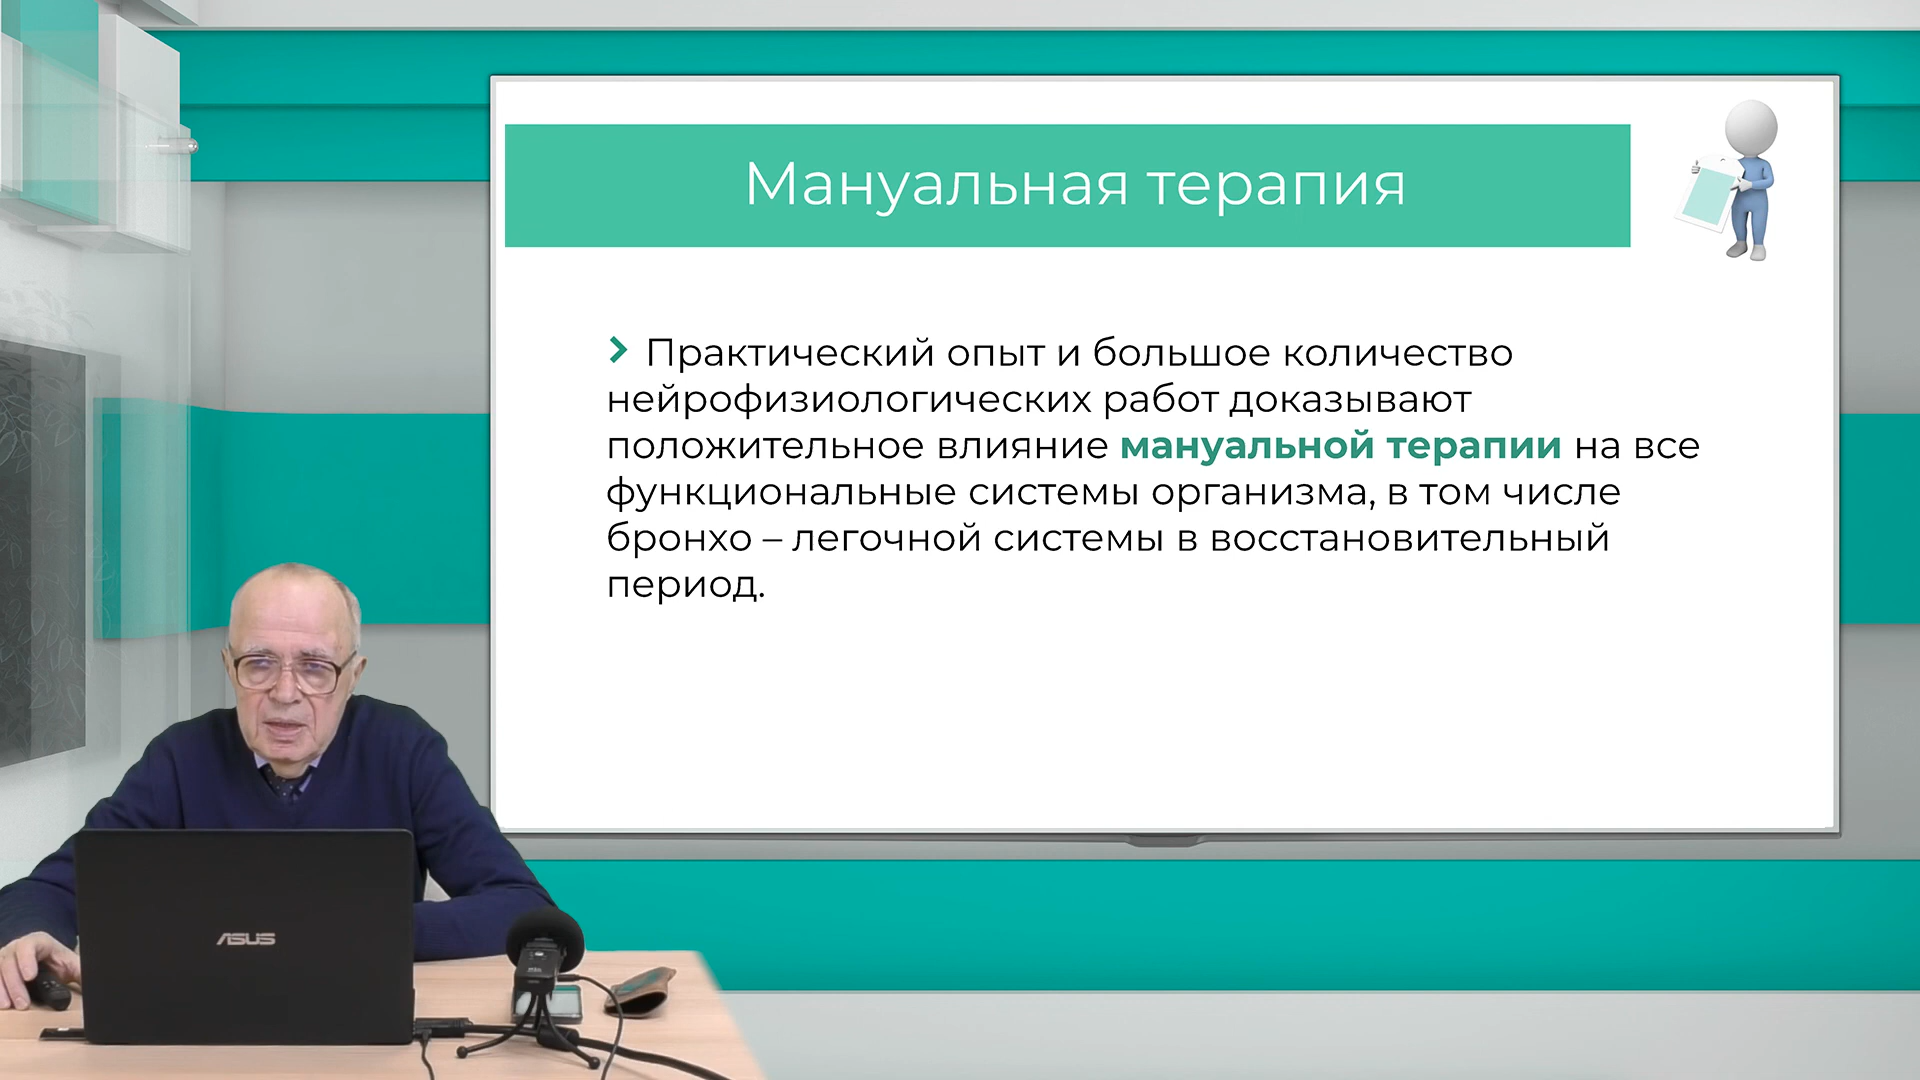 Мануальная терапия
Практический опыт и большое количество
нейрофизиологических работ доказывают
положительное влияние мануальной терапии на все
функциональные системы организма, в том числе
бронхо – легочной системы в восстановительный
период.
ASUS